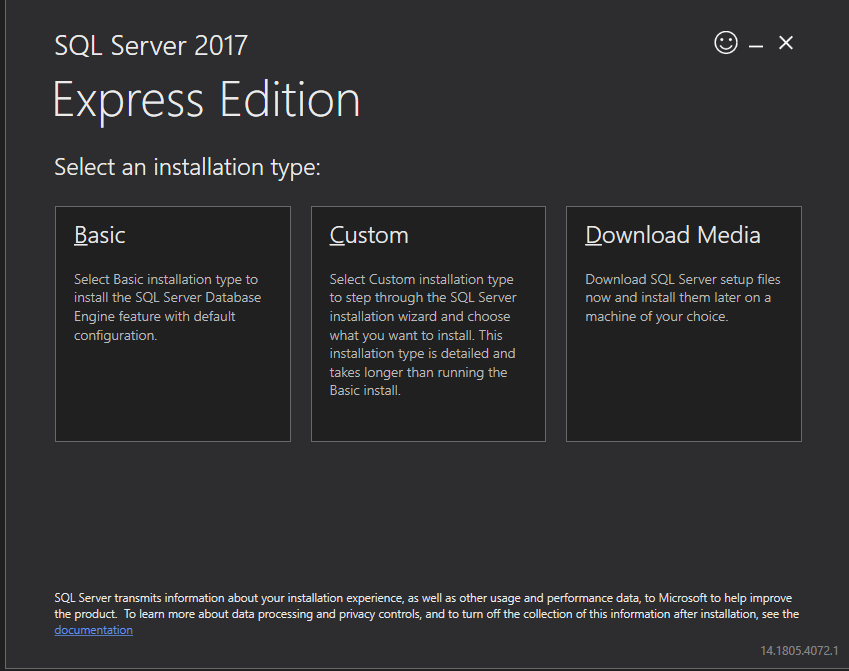 SQL Server 2017
Express Edition
Select an installation type:
Basic
Select Basic installation type to
install the SQL Server Database
Engine feature with default
configuration.
Custom
Select Custom installation type
to step through the SQL Server
installation wizard and choose
what you want to install. This
installation type is detailed and
takes longer than running the
Basic install.
Download Media
Download SQL Server setup files
now and install them later on a
machine of your choice.
SQL Server transmits information about your installation experience, as well as other usage and performance data, to Microsoft to help improve
the product.  To learn more about data processing and privacy controls, and to turn off the collection of this information after installation, see the
documentation
14.1805.4072.1